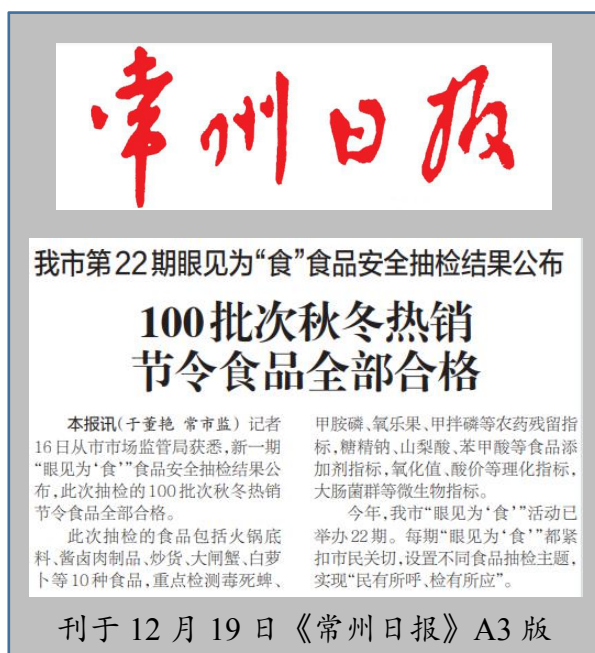 常州日报
我市第22期眼见为“食”食品安全抽检结果公布
100批次秋冬热销
节令食品全部合格
本报讯(于董艳 常市监) 记者
16日从市市场监管局获悉,新一期
“眼见为‘食’”食品安全抽检结果公
布,此次抽检的100批次秋冬热销
节令食品全部合格。
此次抽检的食品包括火锅底
料、酱卤肉制品、炒货、大闸蟹、白萝
卜等10种食品,重点检测毒死蜱、
甲胺磷、氧乐果、甲拌磷等农药残留指
标,糖精钠、山梨酸、苯甲酸等食品添
加剂指标,氧化值、酸价等理化指标,
大肠菌群等微生物指标。
今年,我市“眼见为‘食’”活动已
举办22期。每期“眼见为‘食’”都紧
扣市民关切,设置不同食品抽检主题,
实现“民有所呼、检有所应”。
刊于 12 月 19 日《常州日报》A3 版